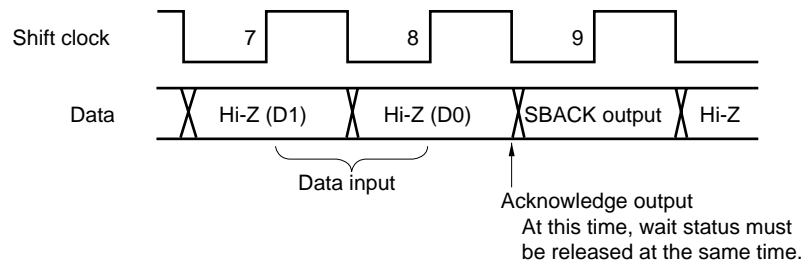 Shift clock 7 8 9
Data Hi-Z (D1) Hi-Z (D0) SBACK output Hi-Z
Data input
Acknowledge output
At this time, wait status must
be released at the same time.